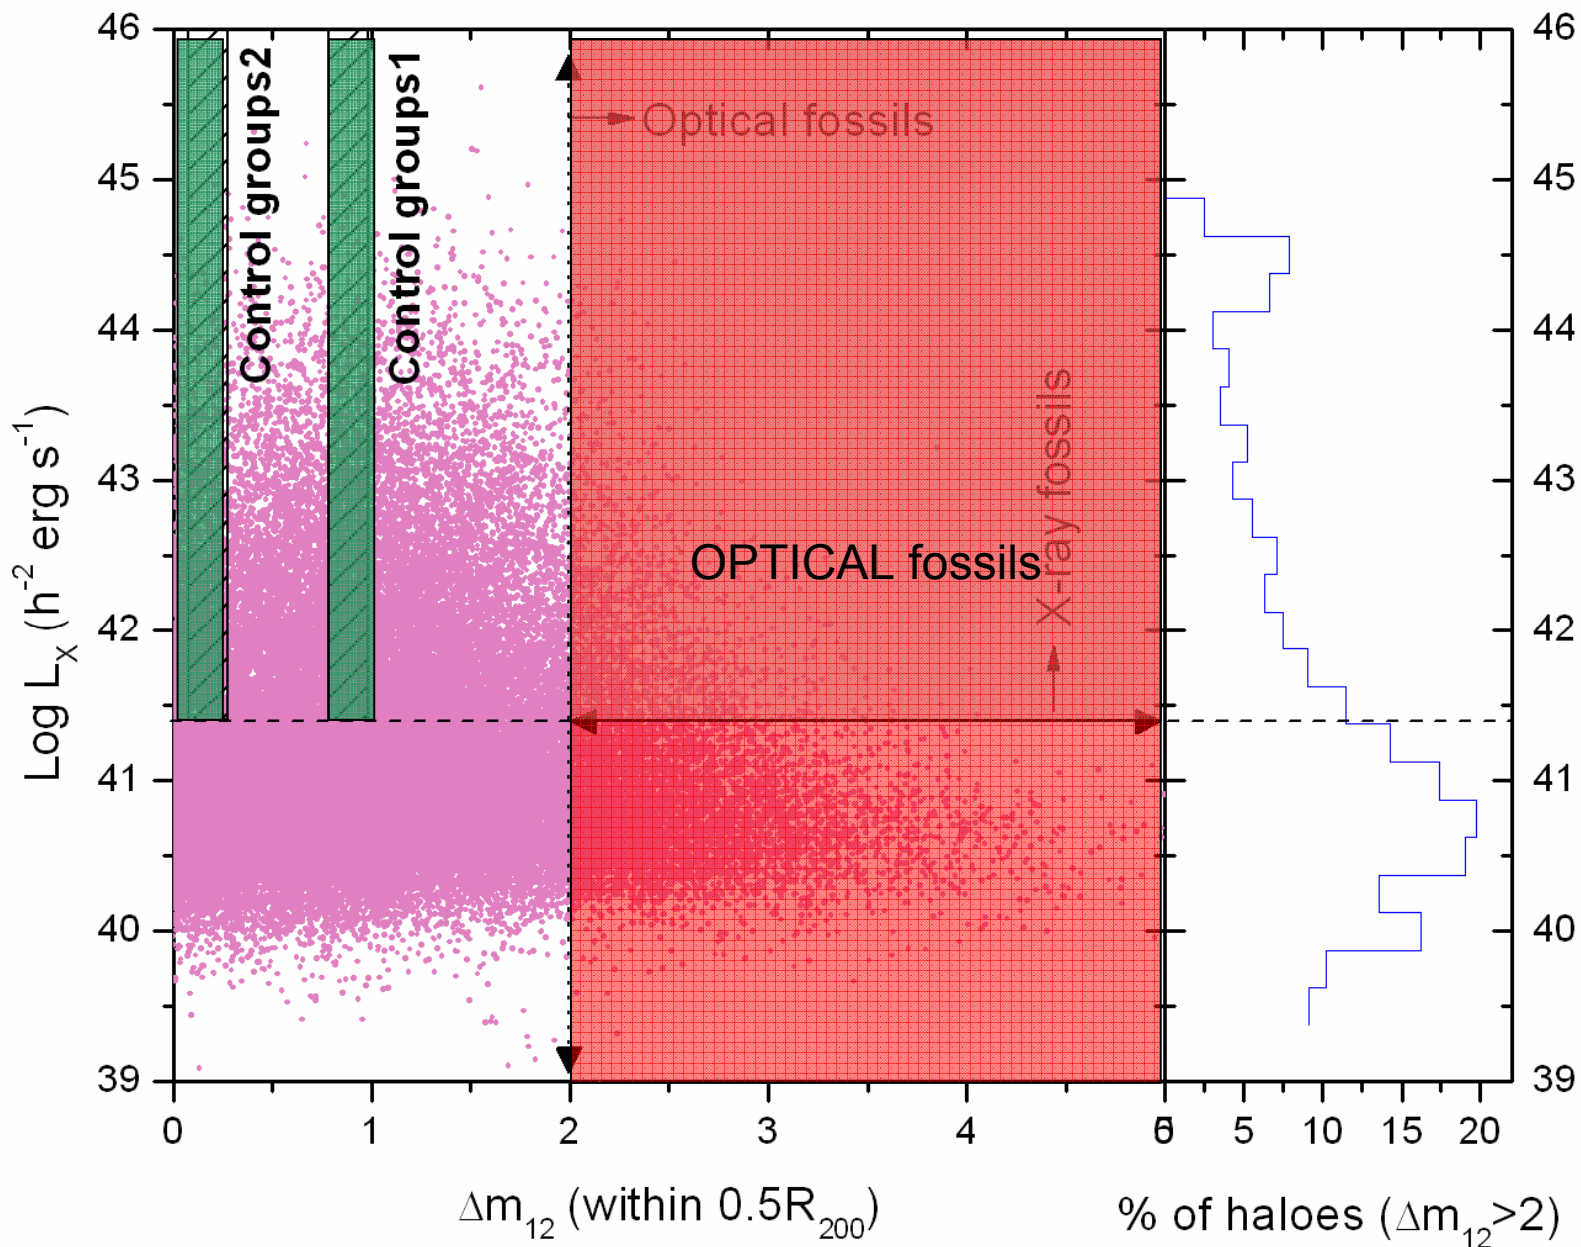 46
45
44
43
42
41
40
39
Log L_X (h^-2 erg s^-1)
Control groups2
Control groups1
Optical fossils
X-ray fossils
OPTICAL fossils
46
45
44
43
42
41
40
39
0 1 2 3 4 5
0 5 10 15 20
Δm_12 (within 0.5R_200)
% of haloes (Δm_12>2)